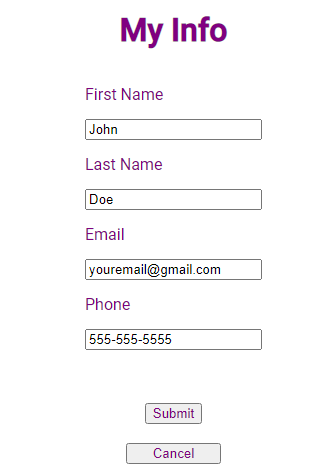 My Info
First Name
John
Last Name
Doe
Email
youremail@gmail.com
Phone
555-555-5555
Submit
Cancel